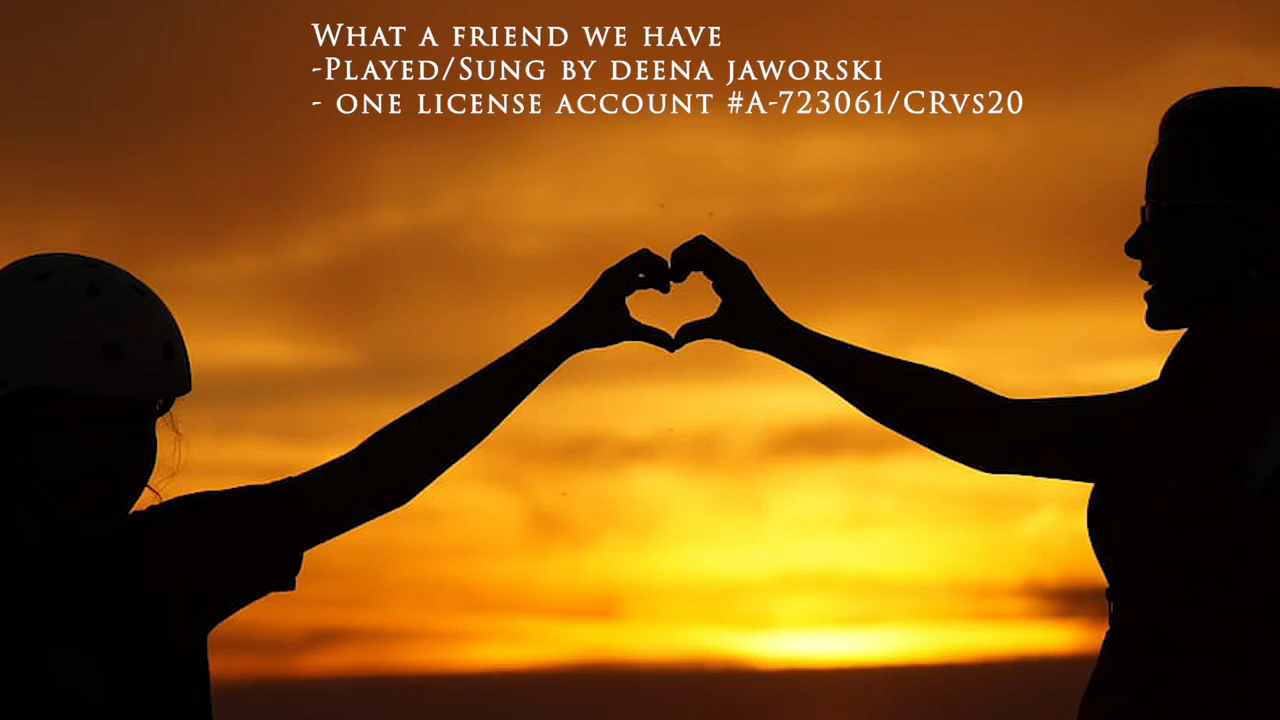 What a friend we have
-Played/Sung by deena jaworski
- one license account #A-723061/CRvs20